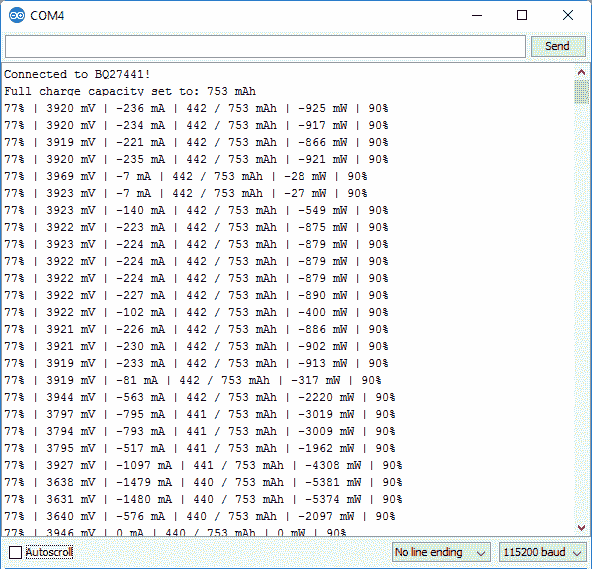 COM4
Send
Connected to BQ27441!
Full charge capacity set to: 753 mAh
77% | 3920 mV | -236 mA | 442 / 753 mAh | -925 mW | 90%
77% | 3920 mV | -234 mA | 442 / 753 mAh | -917 mW | 90%
77% | 3919 mV | -221 mA | 442 / 753 mAh | -866 mW | 90%
77% | 3920 mV | -235 mA | 442 / 753 mAh | -921 mW | 90%
77% | 3969 mV | -7 mA | 442 / 753 mAh | -28 mW | 90%
77% | 3923 mV | -7 mA | 442 / 753 mAh | -27 mW | 90%
77% | 3923 mV | -140 mA | 442 / 753 mAh | -549 mW | 90%
77% | 3922 mV | -223 mA | 442 / 753 mAh | -875 mW | 90%
77% | 3923 mV | -224 mA | 442 / 753 mAh | -879 mW | 90%
77% | 3922 mV | -224 mA | 442 / 753 mAh | -879 mW | 90%
77% | 3922 mV | -224 mA | 442 / 753 mAh | -879 mW | 90%
77% | 3922 mV | -227 mA | 442 / 753 mAh | -890 mW | 90%
77% | 3922 mV | -102 mA | 442 / 753 mAh | -400 mW | 90%
77% | 3921 mV | -226 mA | 442 / 753 mAh | -886 mW | 90%
77% | 3921 mV | -230 mA | 442 / 753 mAh | -902 mW | 90%
77% | 3919 mV | -233 mA | 442 / 753 mAh | -913 mW | 90%
77% | 3919 mV | -81 mA | 442 / 753 mAh | -317 mW | 90%
77% | 3944 mV | -563 mA | 442 / 753 mAh | -2220 mW | 90%
77% | 3797 mV | -795 mA | 441 / 753 mAh | -3019 mW | 90%
77% | 3794 mV | -793 mA | 441 / 753 mAh | -3009 mW | 90%
77% | 3795 mV | -517 mA | 441 / 753 mAh | -1962 mW | 90%
77% | 3927 mV | -1097 mA | 441 / 753 mAh | -4308 mW | 90%
77% | 3638 mV | -1479 mA | 440 / 753 mAh | -5381 mW | 90%
77% | 3631 mV | -1480 mA | 440 / 753 mAh | -5374 mW | 90%
77% | 3640 mV | -576 mA | 440 / 753 mAh | -2097 mW | 90%
77% | 3946 mV | 0 mA | 440 / 753 mAh | 0 mW | 90%
Autoscroll
No line ending
115200 baud